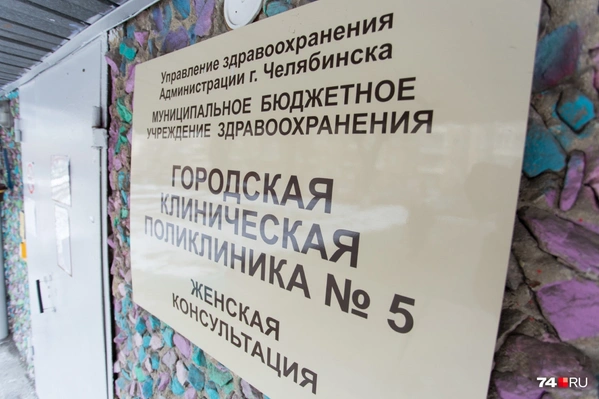 Управление здравоохранения
Администрации г. Челябинска
МУНИЦИПАЛЬНОЕ БЮДЖЕТНОЕ
УЧРЕЖДЕНИЕ ЗДРАВООХРАНЕНИЯ
ГОРОДСКАЯ
КЛИНИЧЕСКАЯ
ПОЛИКЛИНИКА № 5
ЖЕНСКАЯ
КОНСУЛЬТАЦИЯ
74.RU